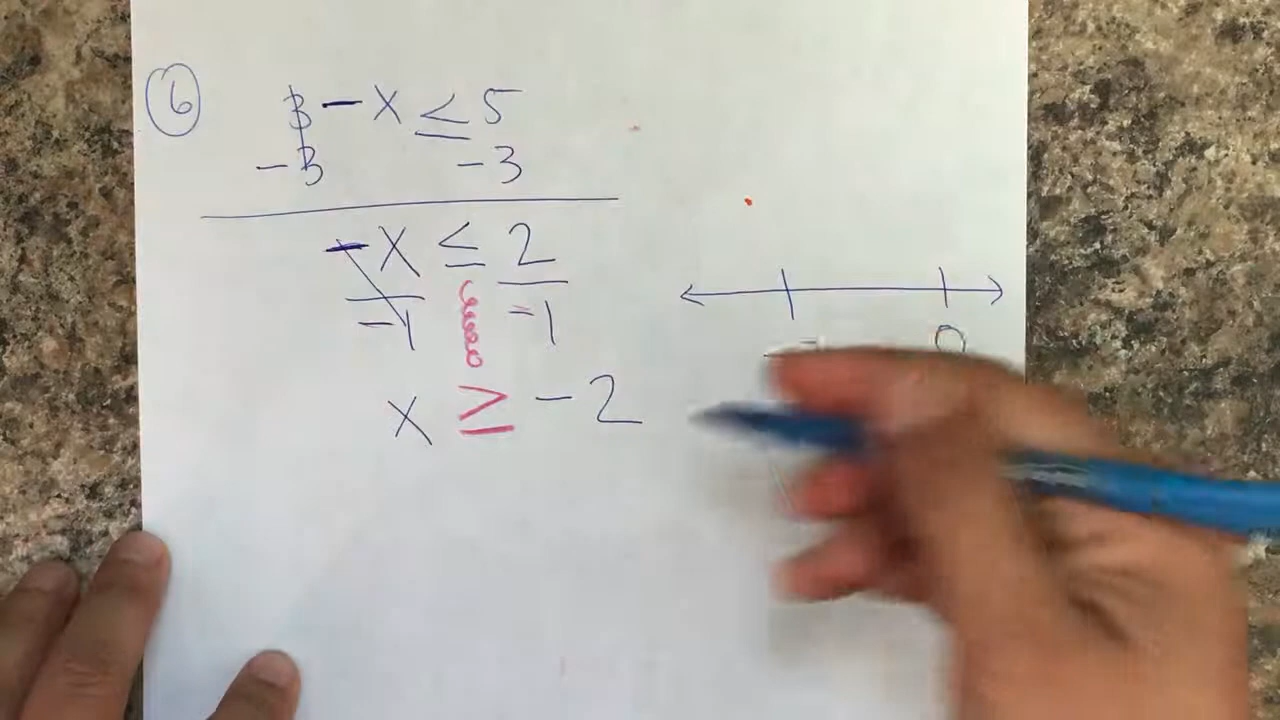 6 3 - x ≤ 5
-3 -3
-x ≤ 2
-1 -1
x ≥ -2
0